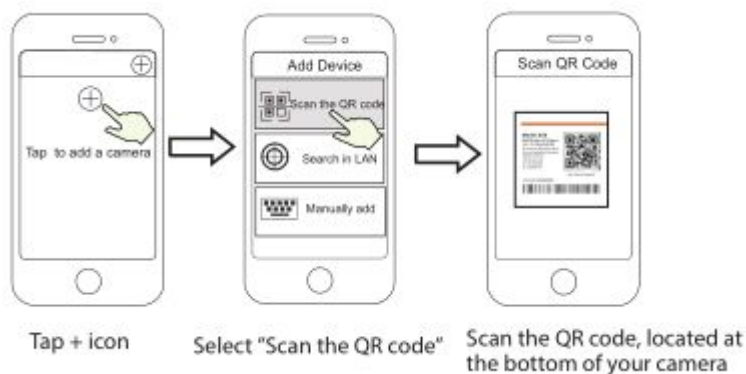 Tap to add a camera
Add Device
Scan the QR code
Search in LAN
Manually add
Scan QR Code
Tap + icon
Select "Scan the QR code"
Scan the QR code, located at
the bottom of your camera